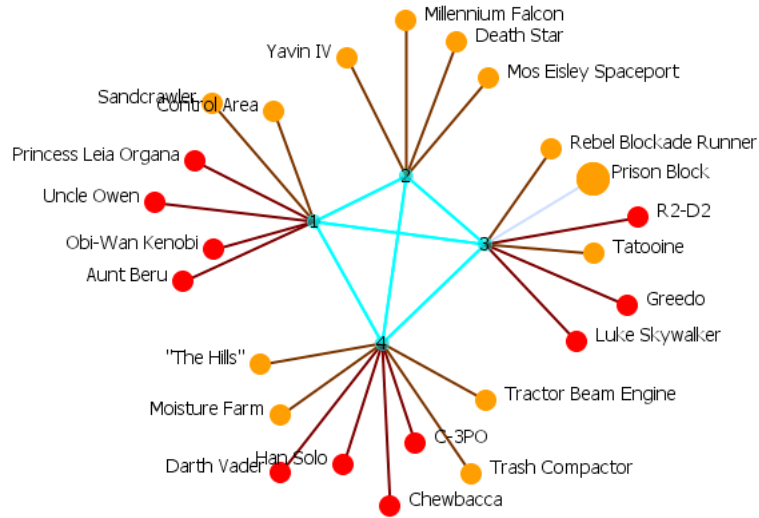 Millennium Falcon
Death Star
Yavin IV
Mos Eisley Spaceport
Sandcrawler
Control Area
Rebel Blockade Runner
Princess Leia Organa
Prison Block
2
Uncle Owen
R2-D2
1
Obi-Wan Kenobi
3
Tatooine
Aunt Beru
Greedo
Luke Skywalker
4
"The Hills"
Tractor Beam Engine
Moisture Farm
C-3PO
Han Solo
Darth Vader
Trash Compactor
Chewbacca